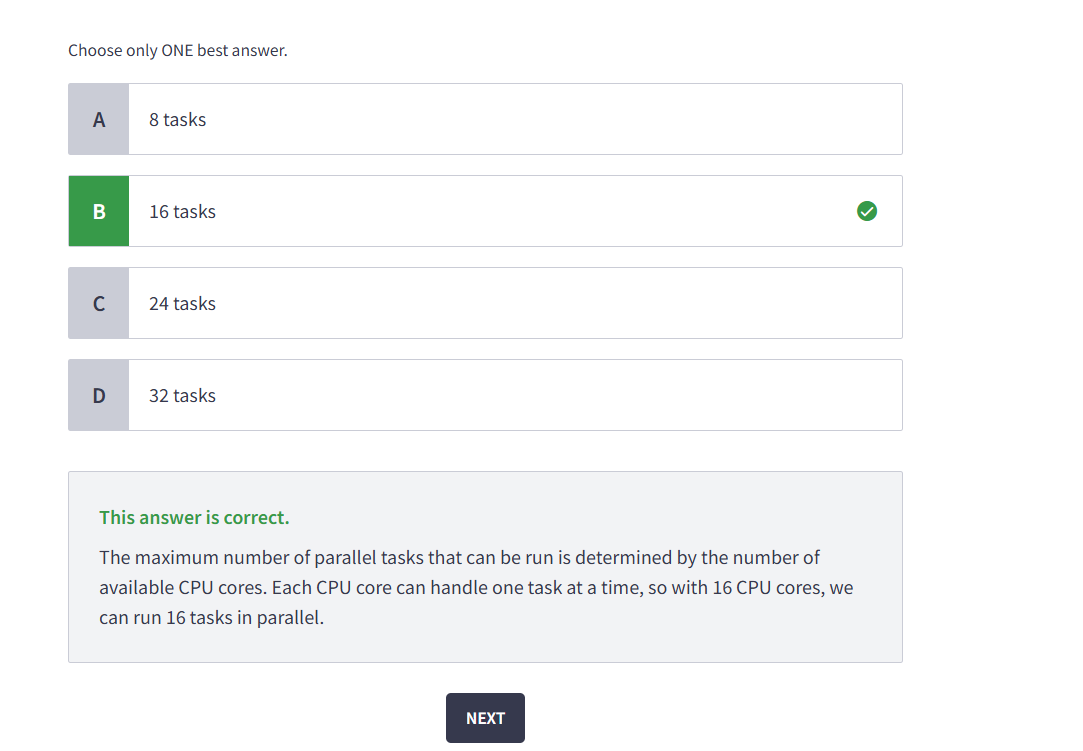 Choose only ONE best answer.
A
8 tasks
B
16 tasks
C
24 tasks
D
32 tasks
This answer is correct.
The maximum number of parallel tasks that can be run is determined by the number of
available CPU cores. Each CPU core can handle one task at a time, so with 16 CPU cores, we
can run 16 tasks in parallel.
NEXT